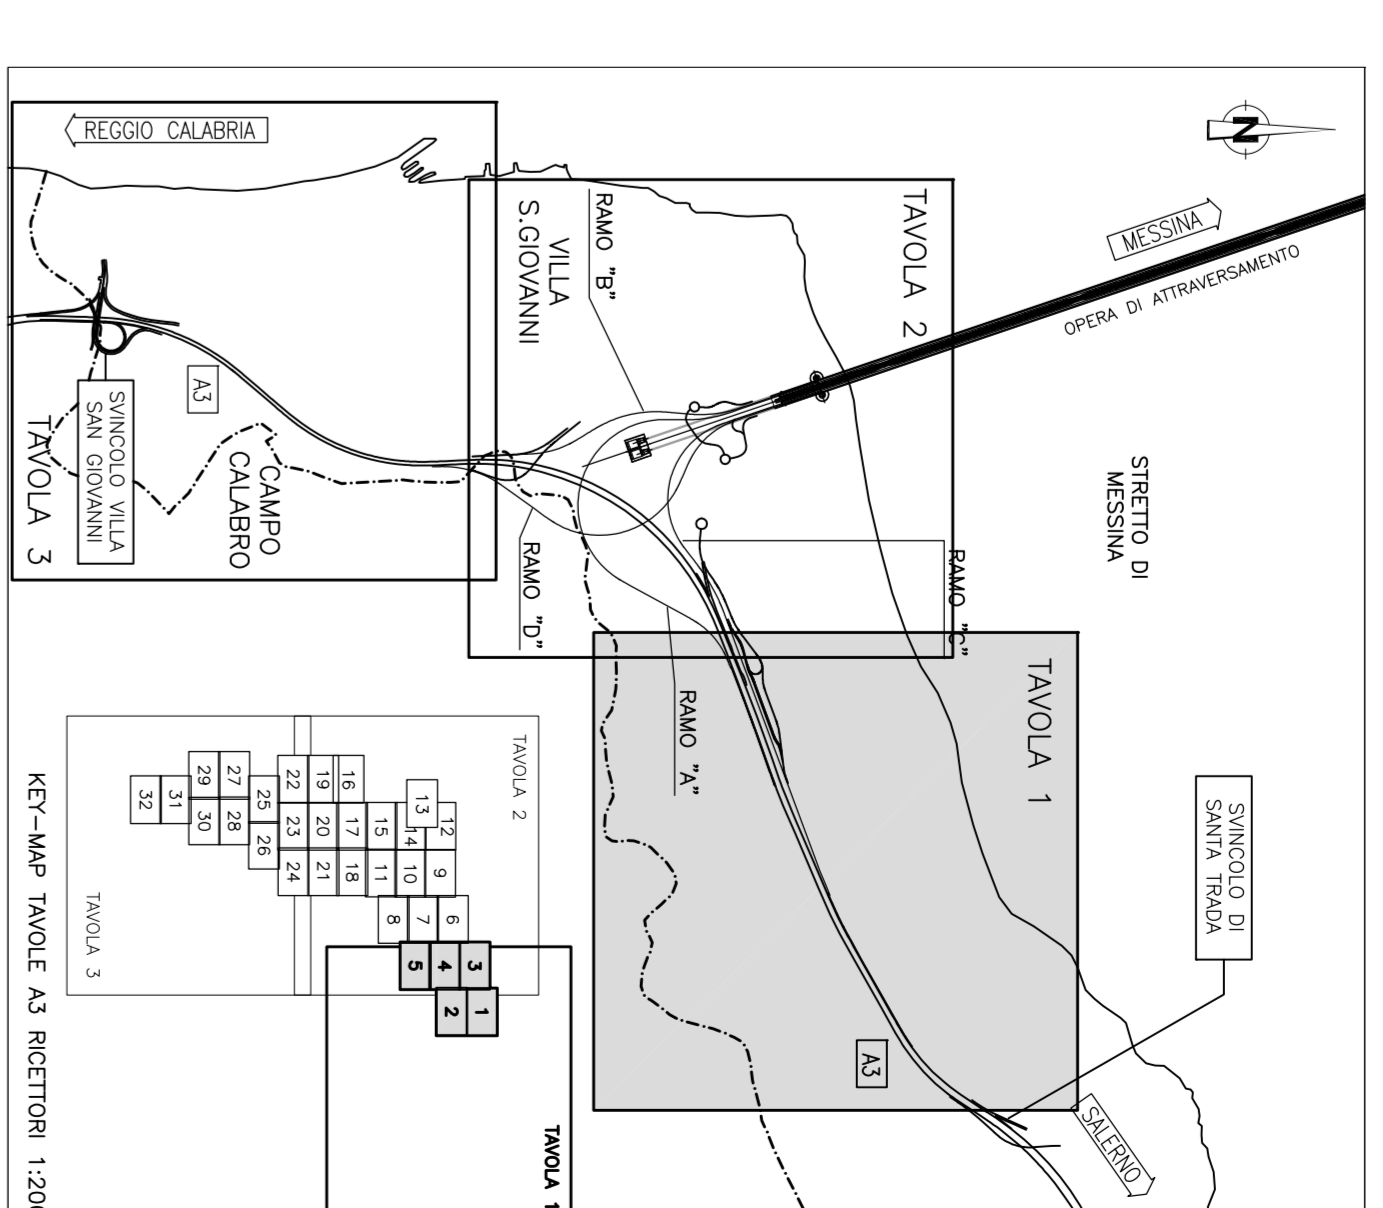 REGGIO CALABRIA
N
MESSINA
OPERA DI ATTRAVERSAMENTO
TAVOLA 2
RAMO "B"
VILLA
S.GIOVANNI
A3
SVINCOLO VILLA
SAN GIOVANNI
TAVOLA 3
CAMPO
CALABRO
STRETTO DI
MESSINA
RAMO "C"
RAMO "D"
TAVOLA 1
RAMO "A"
SVINCOLO DI
SANTA TRADA
A3
SALERNO
TAVOLA 2
TAVOLA 3
1
2
3
4
5
6
7
8
9
10
11
12
13
14
15
16
17
18
19
20
21
22
23
24
25
26
27
28
29
30
31
32
TAVOLA 1
KEY-MAP TAVOLE A3 RICETTORI